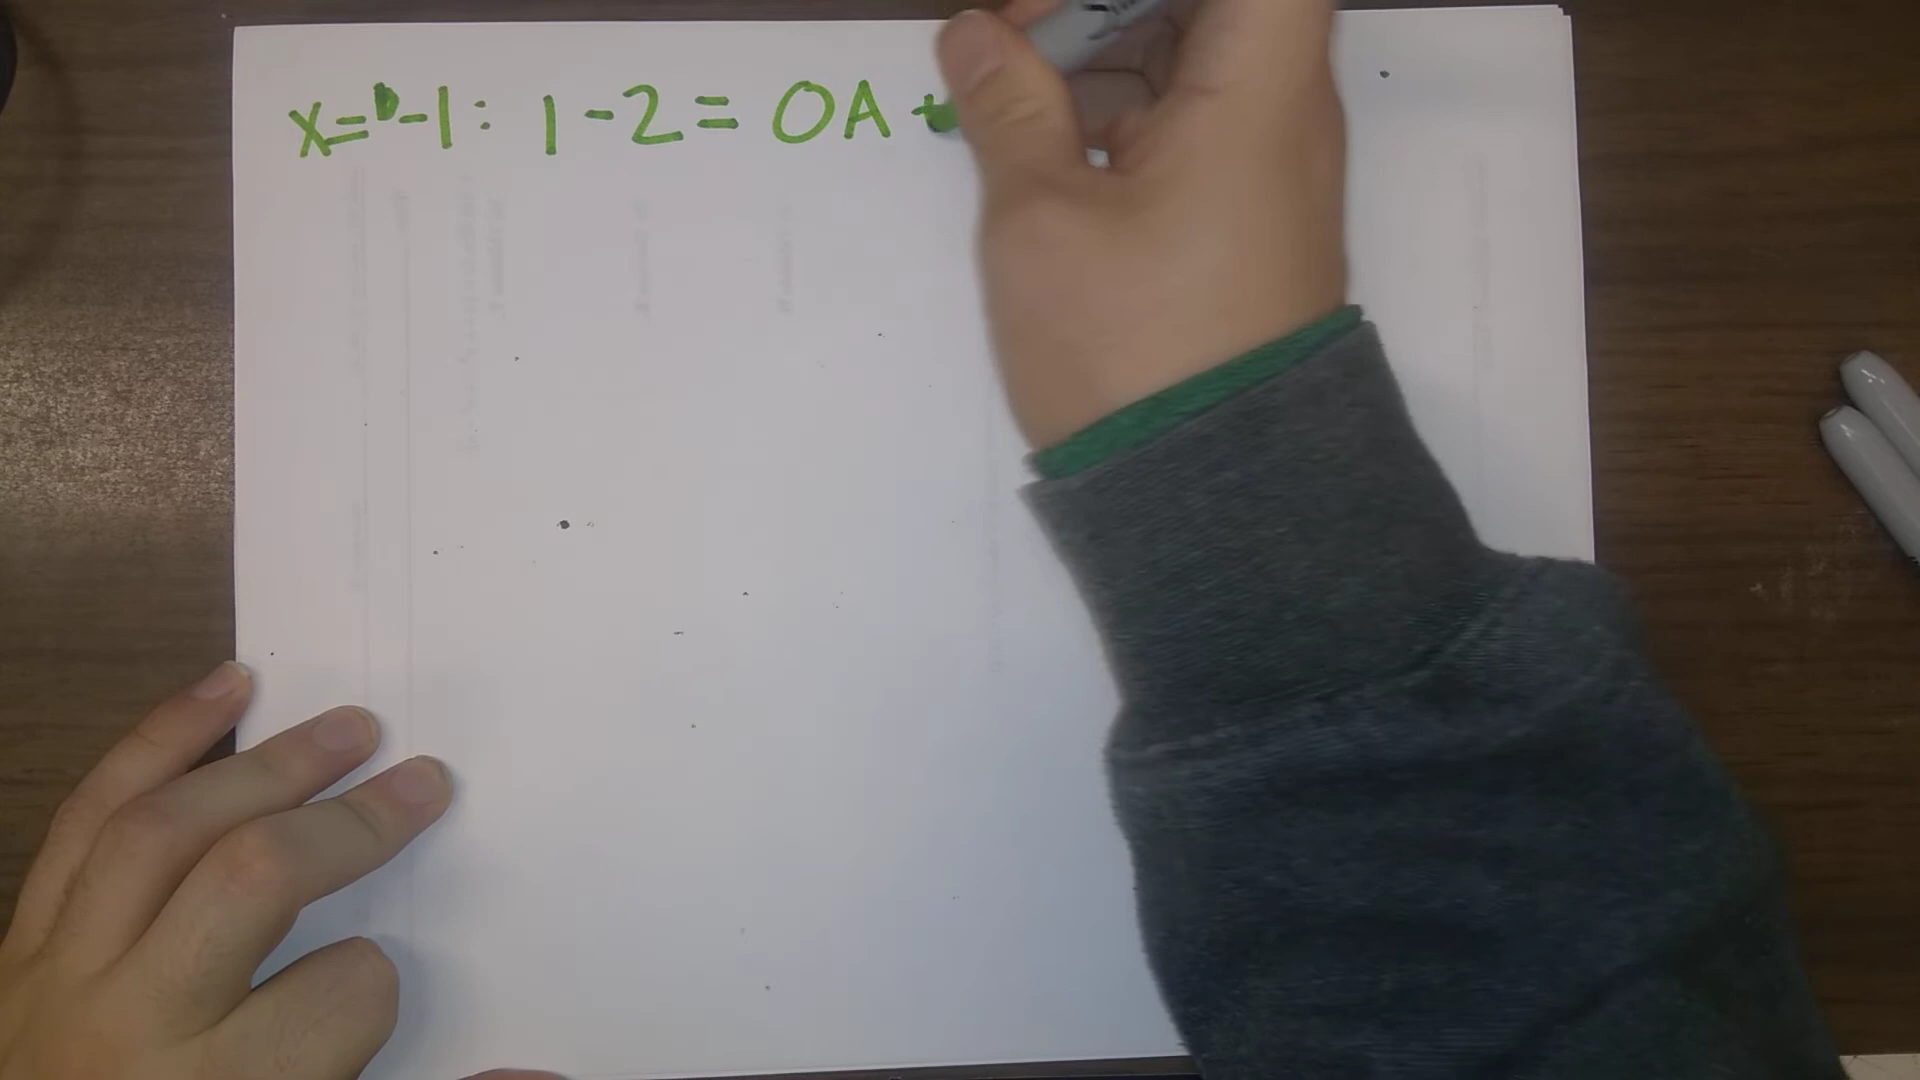 x=-1: 1-2= 0A +